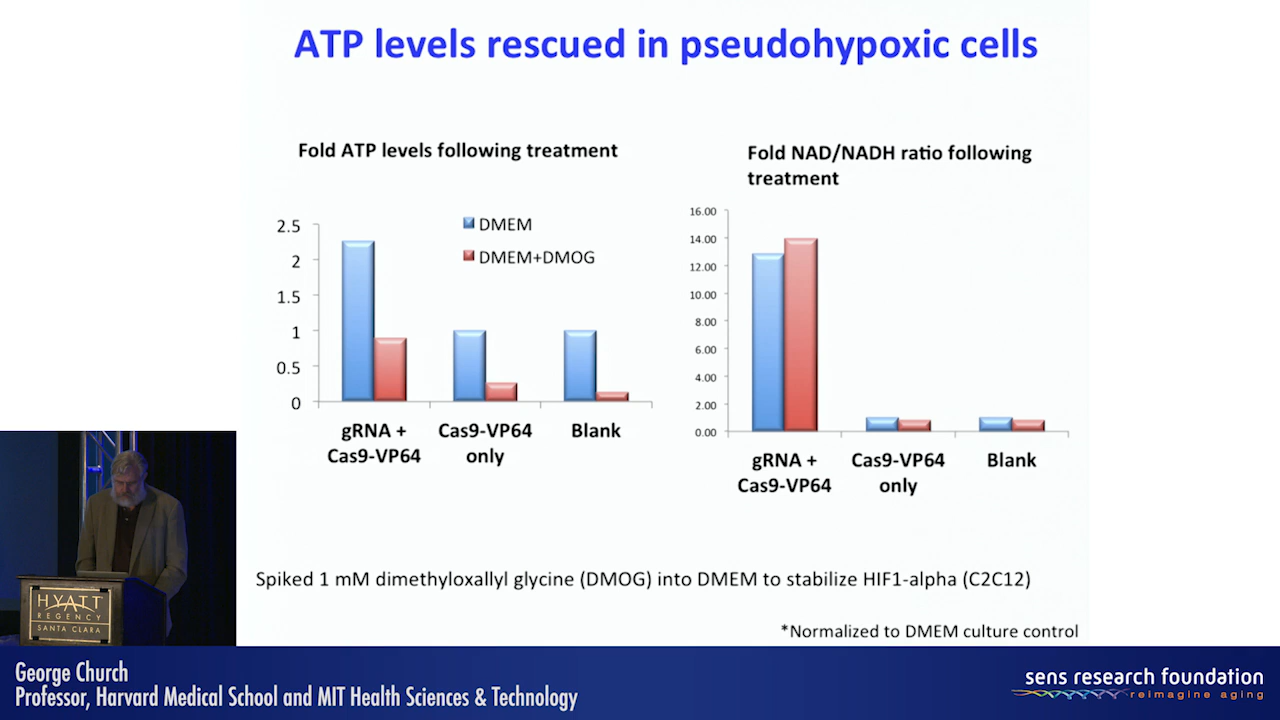 ATP levels rescued in pseudohypoxic cells
Fold ATP levels following treatment
2.5
2
1.5
1
0.5
0
DMEM
DMEM+DMOG
gRNA +
Cas9-VP64
Cas9-VP64
only
Blank
Fold NAD/NADH ratio following
treatment
16.00
14.00
12.00
10.00
8.00
6.00
4.00
2.00
0.00
gRNA +
Cas9-VP64
Cas9-VP64
only
Blank
Spiked 1 mM dimethyloxallyl glycine (DMOG) into DMEM to stabilize HIF1-alpha (C2C12)
*Normalized to DMEM culture control
HYATT
REGENCY
SANTA CLARA
George Church
Professor, Harvard Medical School and MIT Health Sciences & Technology
sens research foundation
reimagine aging